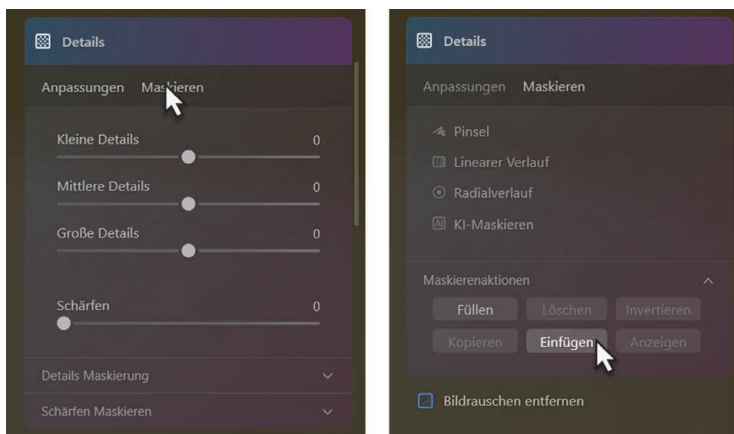 Details
Anpassungen Maskieren
Kleine Details 0
Mittlere Details 0
Große Details 0
Schärfen 0
Details Maskierung
Schärfen Maskieren
Details
Anpassungen Maskieren
Pinsel
Linearer Verlauf
Radialverlauf
AI KI-Maskieren
Maskierenaktionen
Füllen Löschen Invertieren
Kopieren Einfügen Anzeigen
Bildrauschen entfernen